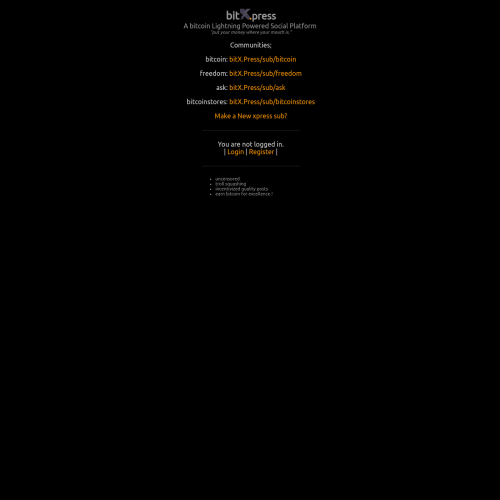 bitXpress
A bitcoin Lightning Powered Social Platform
"put your money where your mouth is."
Communities;
bitcoin: bitX.Press/sub/bitcoin
freedom: bitX.Press/sub/freedom
ask: bitX.Press/sub/ask
bitcoinstores: bitX.Press/sub/bitcoinstores
Make a New xpress sub?
You are not logged in.
| Login | Register |
• uncensored
• troll squashing
• incentivized quality posts
• earn bitcoin for excellence!